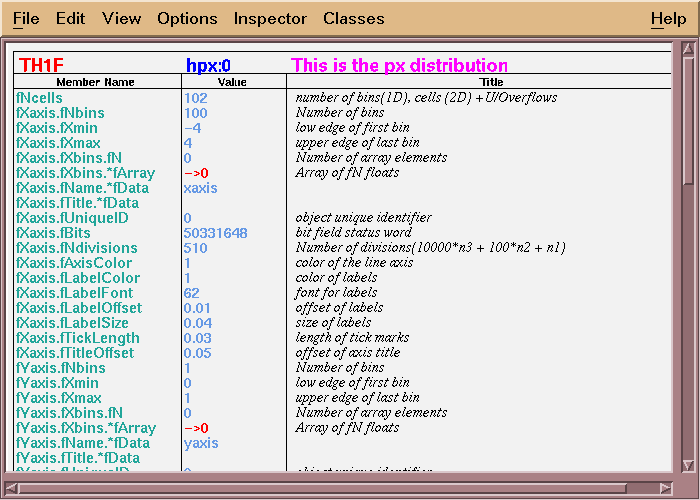 File Edit View Options Inspector Classes Help
TH1F hpx:0 This is the px distribution
Member Name Value Title
fNcells 102 number of bins(1D), cells (2D) +U/Overflows
fXaxis.fNbins 100 Number of bins
fXaxis.fXmin -4 low edge of first bin
fXaxis.fXmax 4 upper edge of last bin
fXaxis.fXbins.fN 0 Number of array elements
fXaxis.fXbins.*fArray ->0 Array of fN floats
fXaxis.fName.*fData xaxis
fXaxis.fTitle.*fData
fXaxis.fUniqueID 0 object unique identifier
fXaxis.fBits 50331648 bit field status word
fXaxis.fNdivisions 510 Number of divisions(10000*n3 + 100*n2 + n1)
fXaxis.fAxisColor 1 color of the line axis
fXaxis.fLabelColor 1 color of labels
fXaxis.fLabelFont 62 font for labels
fXaxis.fLabelOffset 0.01 offset of labels
fXaxis.fLabelSize 0.04 size of labels
fXaxis.fTickLength 0.03 length of tick marks
fXaxis.fTitleOffset 0.05 offset of axis title
fYaxis.fNbins 1 Number of bins
fYaxis.fXmin 0 low edge of first bin
fYaxis.fXmax 1 upper edge of last bin
fYaxis.fXbins.fN 0 Number of array elements
fYaxis.fXbins.*fArray ->0 Array of fN floats
fYaxis.fName.*fData yaxis
fYaxis.fTitle.*fData
fYaxis.fUniqueID 0 object unique identifier